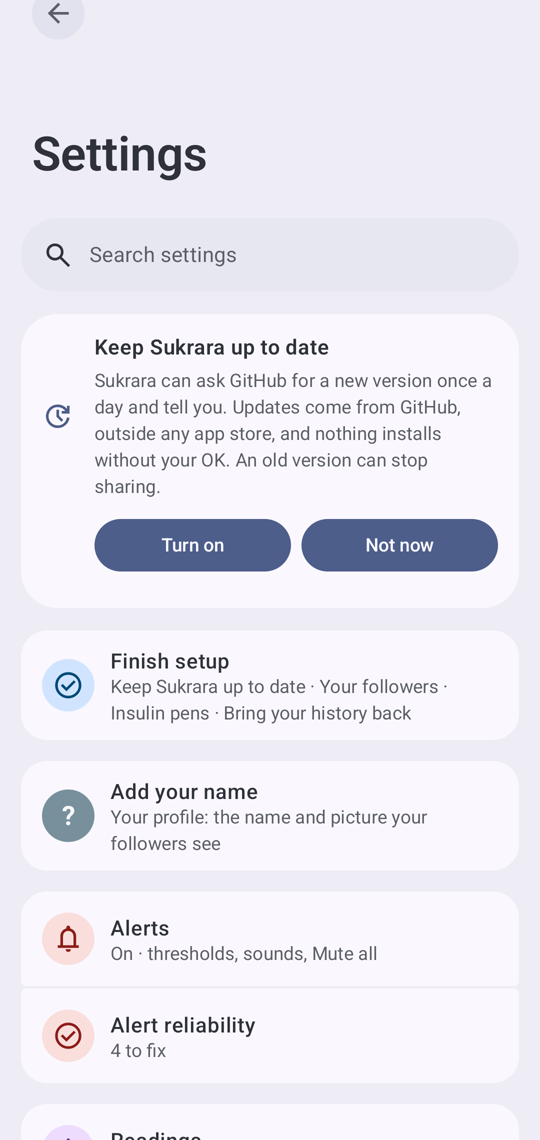 Settings
Search settings
Keep Sukrara up to date
Sukrara can ask GitHub for a new version once a
day and tell you. Updates come from GitHub,
outside any app store, and nothing installs
without your OK. An old version can stop
sharing.
Turn on
Not now
Finish setup
Keep Sukrara up to date · Your followers ·
Insulin pens · Bring your history back
?
Add your name
Your profile: the name and picture your
followers see
Alerts
On · thresholds, sounds, Mute all
Alert reliability
4 to fix
Readings